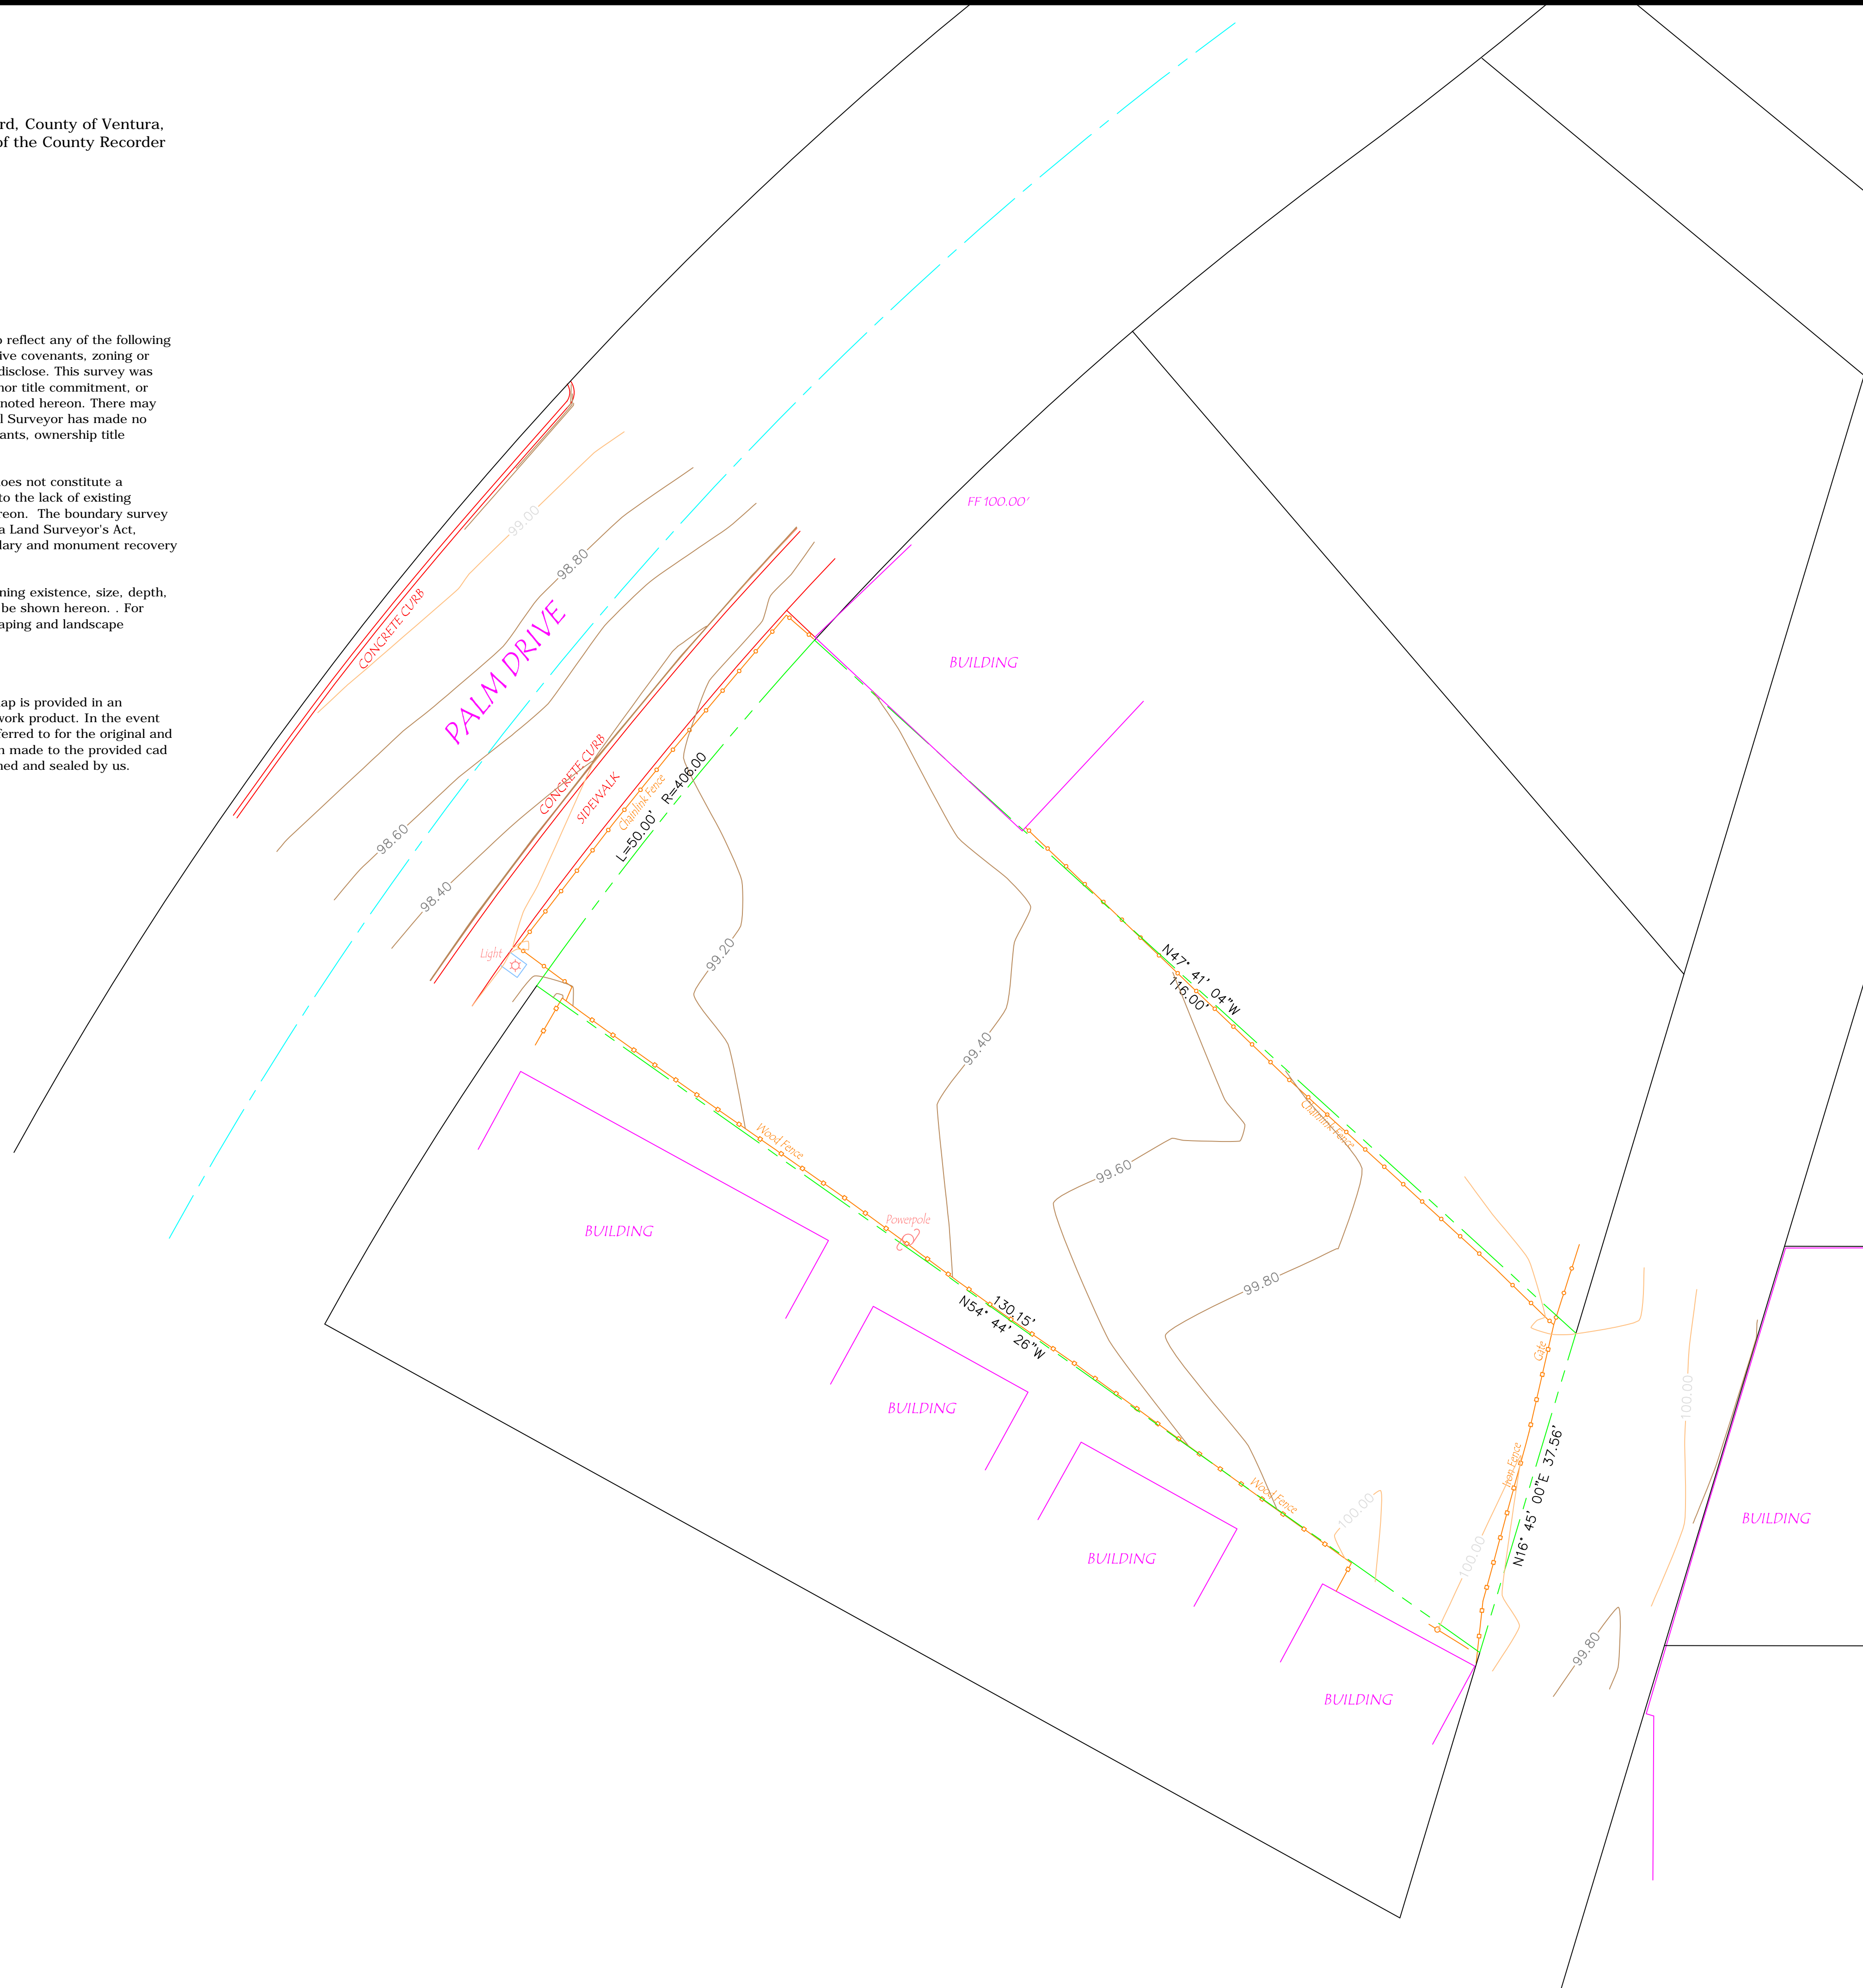 rd, County of Ventura,
of the County Recorder
o reflect any of the following
ive covenants, zoning or
disclose. This survey was
nor title commitment, or
noted hereon. There may
l Surveyor has made no
ants, ownership title
oes not constitute a
to the lack of existing
reon. The boundary survey
a Land Surveyor's Act,
dary and monument recovery
ning existence, size, depth,
be shown hereon. . For
aping and landscape
ap is provided in an
work product. In the event
ferred to for the original and
n made to the provided cad
ned and sealed by us.
FF 100.00'
99.00
98.80
CONCRETE CURB
PALM DRIVE
BUILDING
CONCRETE CURB
SIDEWALK
Chainlink Fence
L=50.00' R=406.00
98.60
98.40
Light
99.20
N47° 41' 04"W
116.00'
99.40
Chainlink Fence
Wood Fence
99.60
BUILDING
Powerpole
99.80
130.15'
N54° 44' 26"W
Gate
100.00
BUILDING
Iron Fence
N16° 45' 00"E 37.56'
Wood Fence
100.00
100.00
BUILDING
BUILDING
99.80
BUILDING